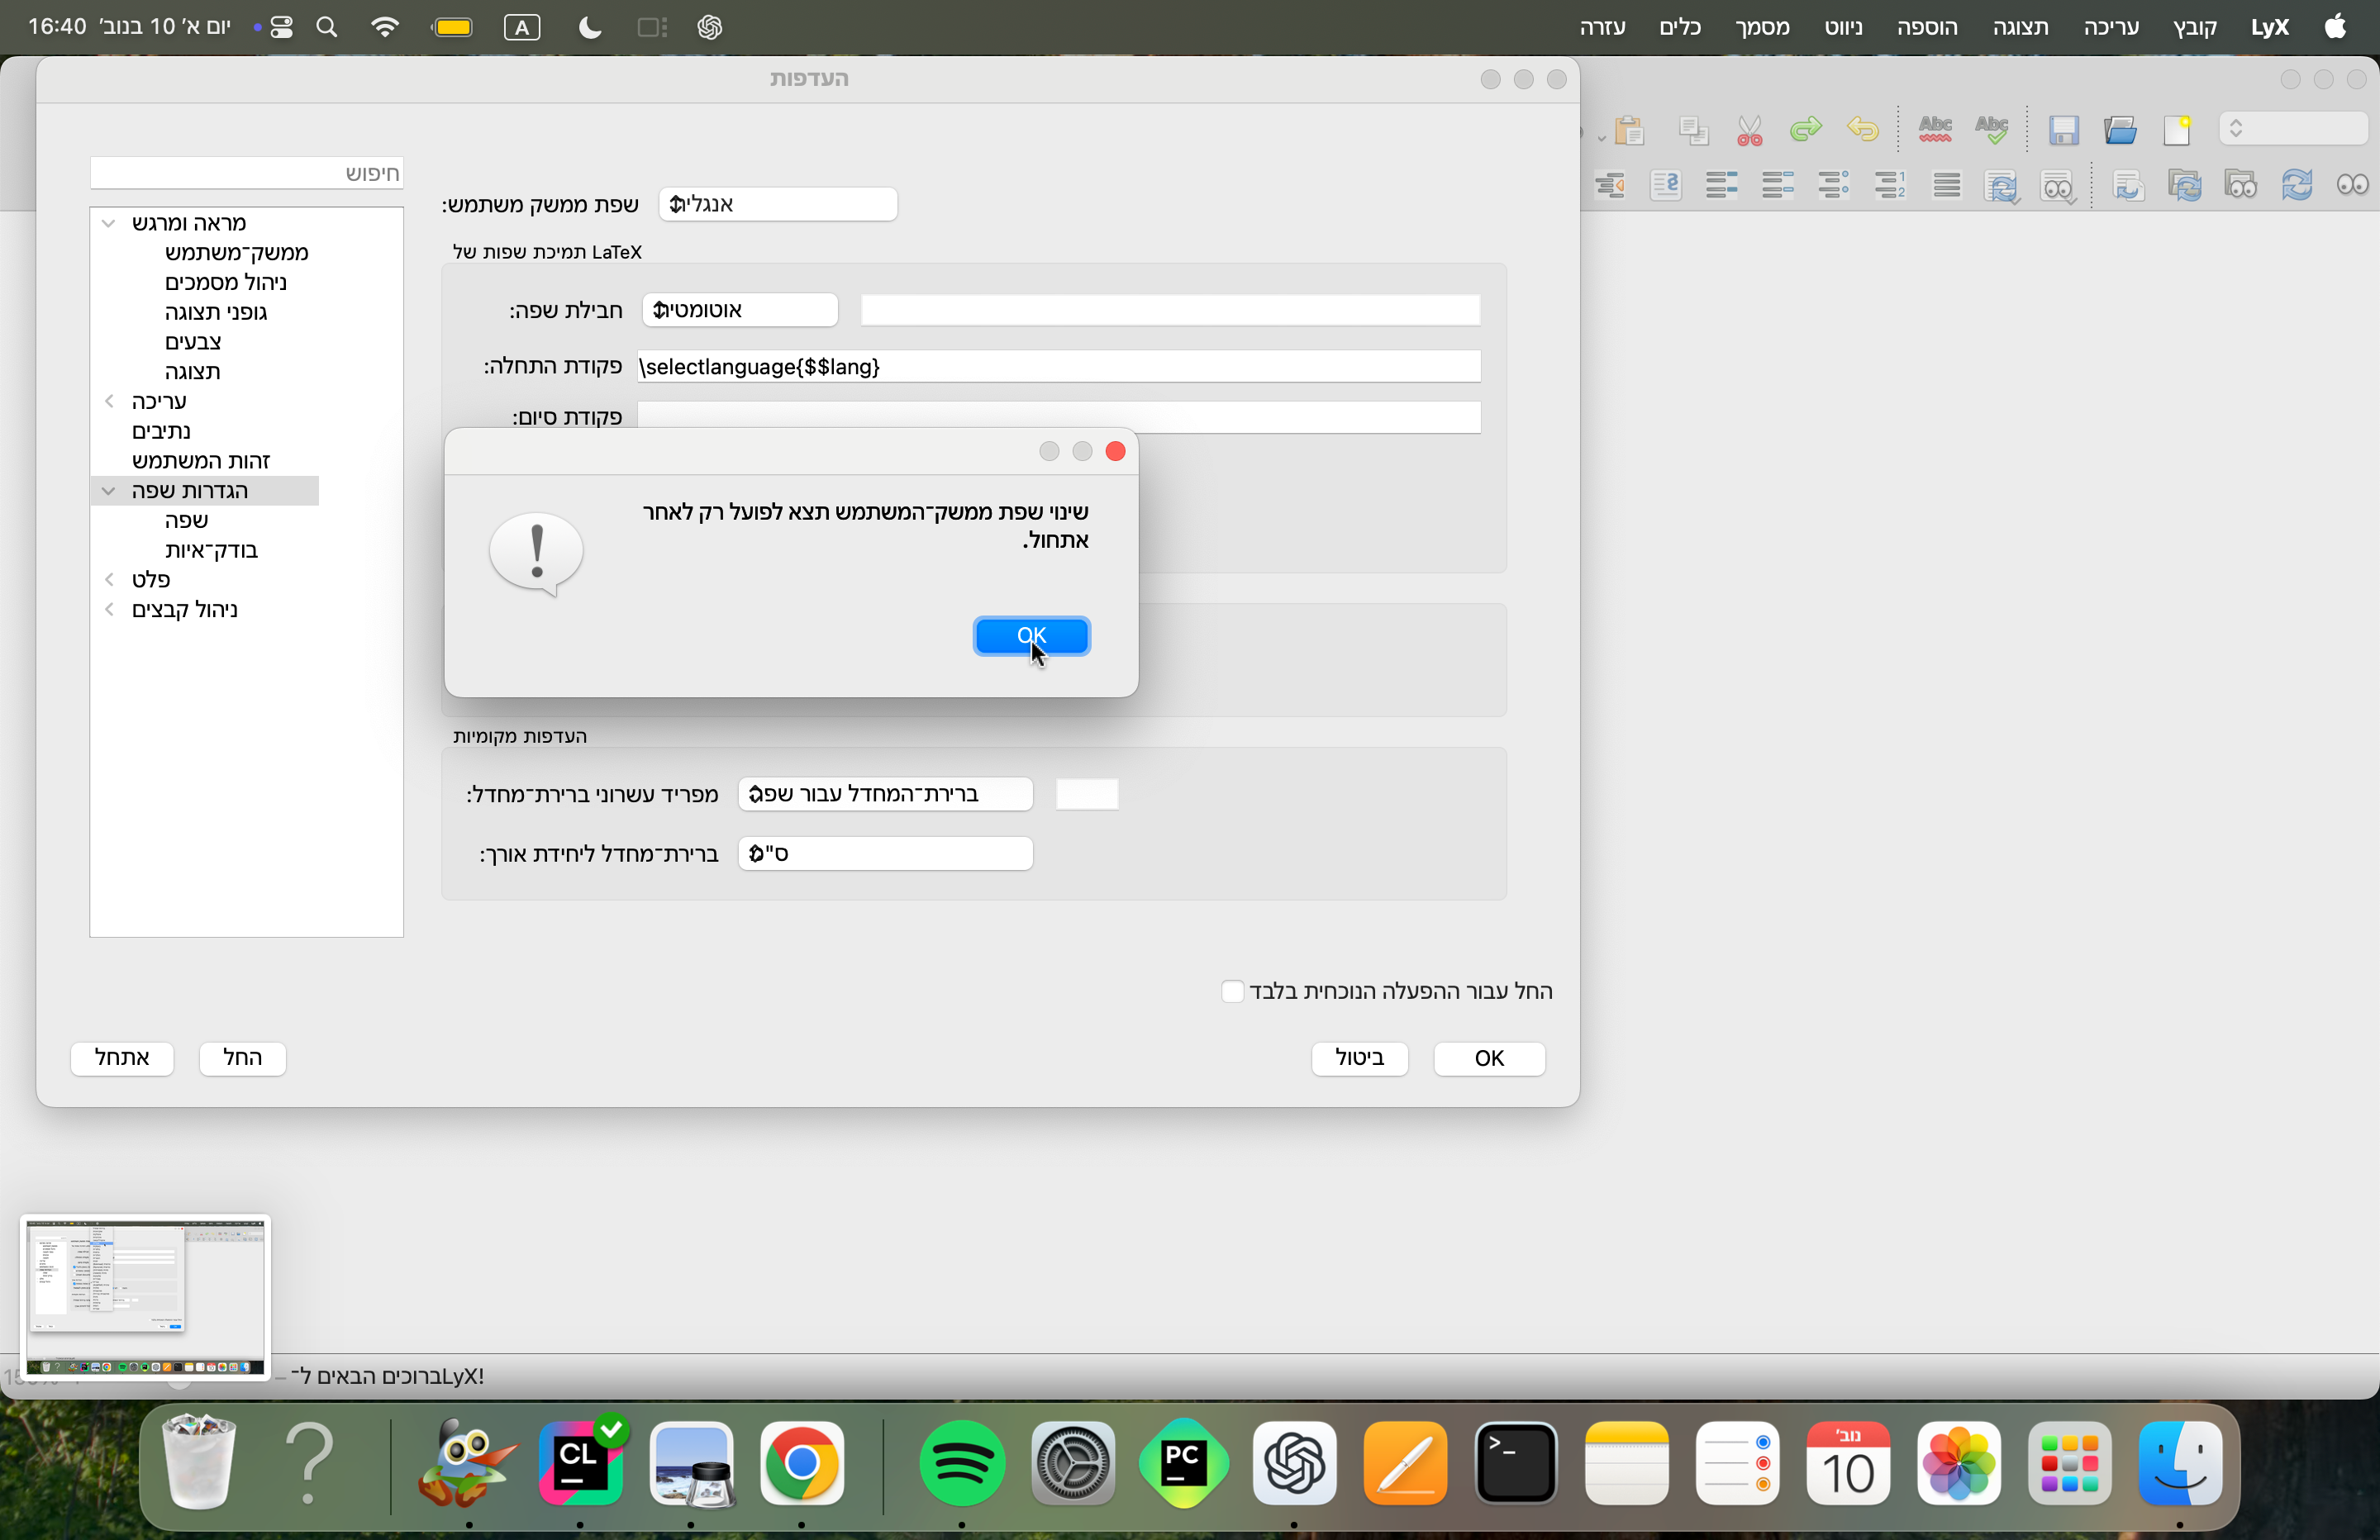 LyX קובץ עריכה תצוגה הוספה ניווט מסמך כלים עזרה
A
יום א׳ 10 בנוב׳ 16:40
העדפות
Abc Abc
חיפוש
מראה ומרגש
ממשק־משתמש
ניהול מסמכים
גופני תצוגה
צבעים
תצוגה
עריכה
נתיבים
זהות המשתמש
הגדרות שפה
שפה
בודק־איות
פלט
ניהול קבצים
שפת ממשק משתמש:
תמיכת שפות של LaTeX
חבילת שפה:
פקודת התחלה: \selectlanguage{$$lang}
פקודת סיום:
שינוי שפת ממשק־המשתמש תצא לפועל רק לאחר
אתחול.
OK
העדפות מקומיות
מפריד עשרוני ברירת־מחדל: ברירת־המחדל עבור
ברירת־מחדל ליחידת אורך:
החל עבור ההפעלה הנוכחית בלבד
אתחל החל ביטול OK
ברוכים הבאים ל־LyX!
CL
PC
>_
נוב׳
10